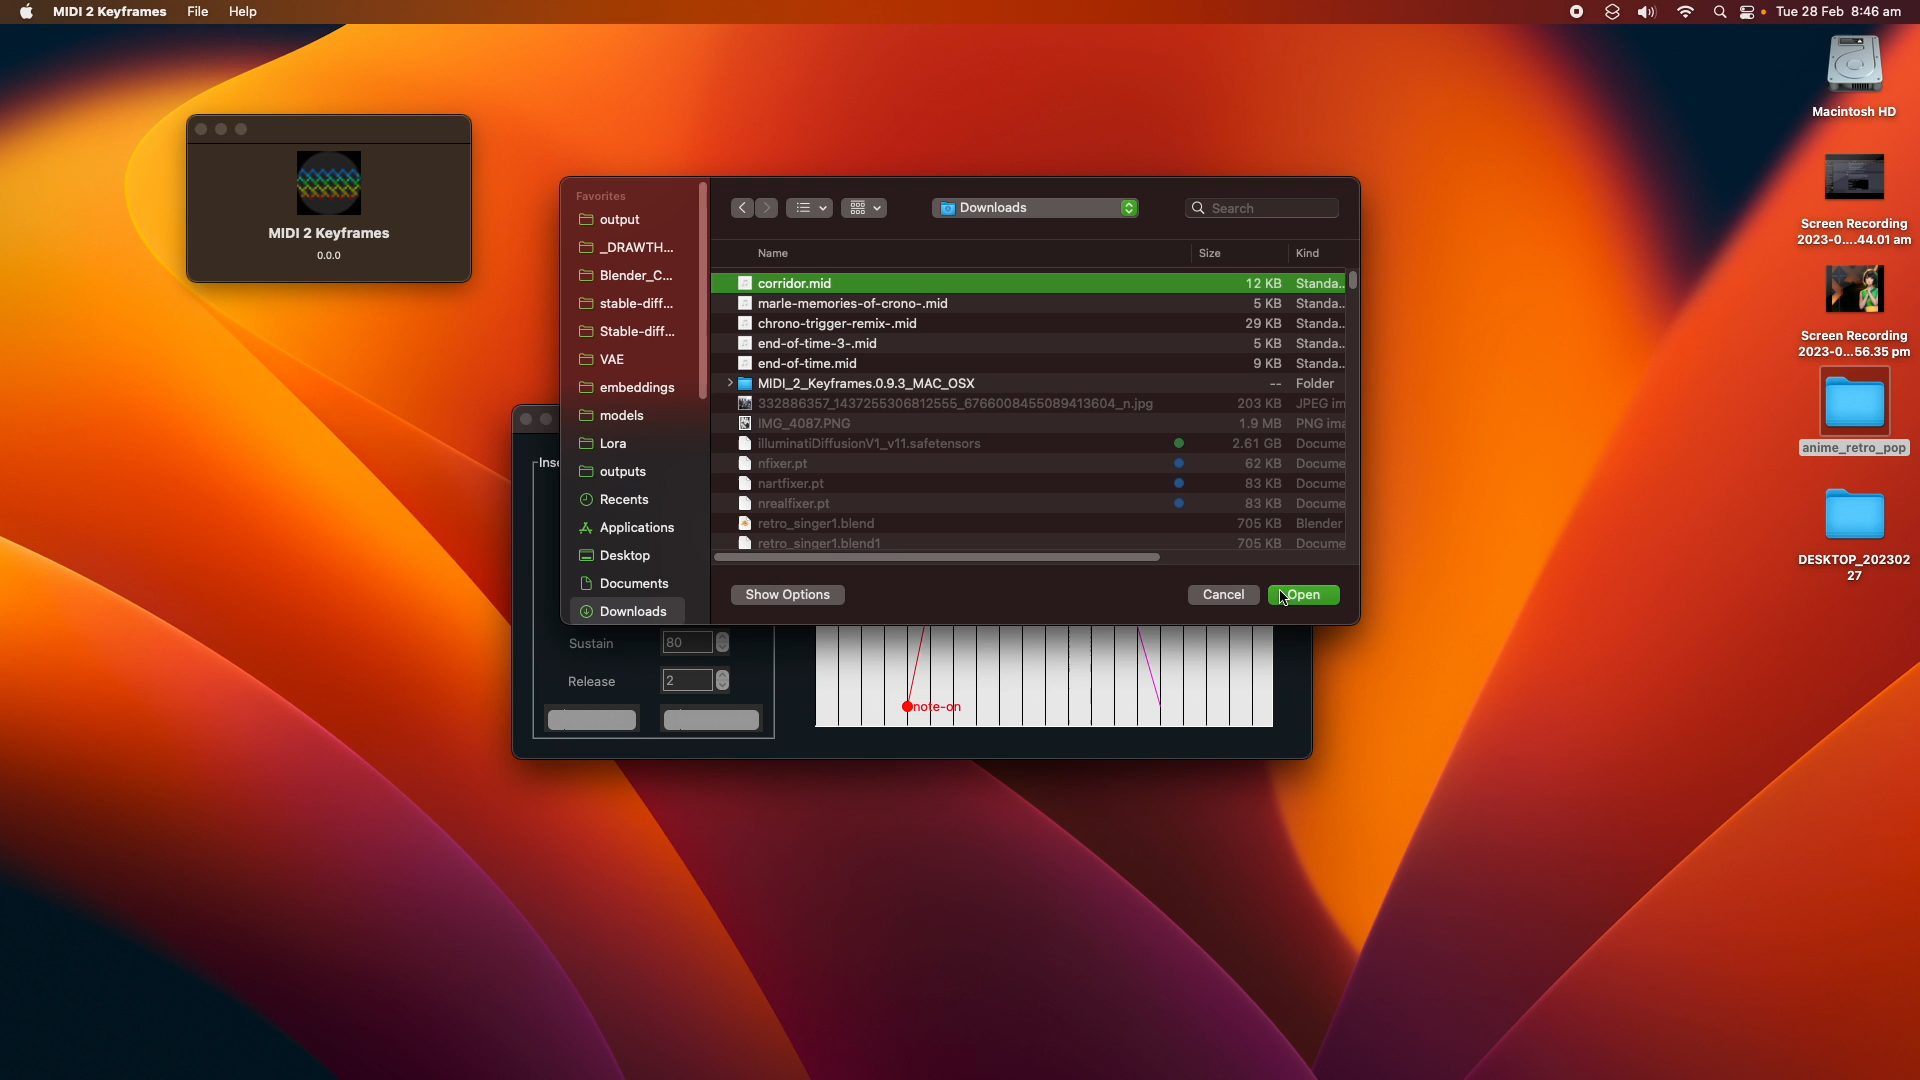 MIDI 2 Keyframes File Help
Tue 28 Feb 8:46 am
Macintosh HD
Screen Recording
2023-0....44.01 am
Screen Recording
2023-0...56.35 pm
anime_retro_pop
DESKTOP_202302
27
MIDI 2 Keyframes
0.0.0
Favorites
output
_DRAWTH...
Blender_C...
stable-diff...
Stable-diff...
VAE
embeddings
models
Lora
outputs
Recents
Applications
Desktop
Documents
Downloads
Downloads
Search
Name Size Kind
corridor.mid 12 KB Standa..
marle-memories-of-crono-.mid 5 KB Standa..
chrono-trigger-remix-.mid 29 KB Standa..
end-of-time-3-.mid 5 KB Standa..
end-of-time.mid 9 KB Standa..
MIDI_2_Keyframes.0.9.3_MAC_OSX -- Folder
332886357_1437255306812555_6766008455089413604_n.jpg 203 KB JPEG im
IMG_4087.PNG 1.9 MB PNG ima
illuminatiDiffusionV1_v11.safetensors 2.61 GB Docume
nfixer.pt 62 KB Docume
nartfixer.pt 83 KB Docume
nrealfixer.pt 83 KB Docume
retro_singer1.blend 705 KB Blender
retro_singer1.blend1 705 KB Docume
Show Options Cancel Open
Inse
Sustain 80
Release 2
note-on